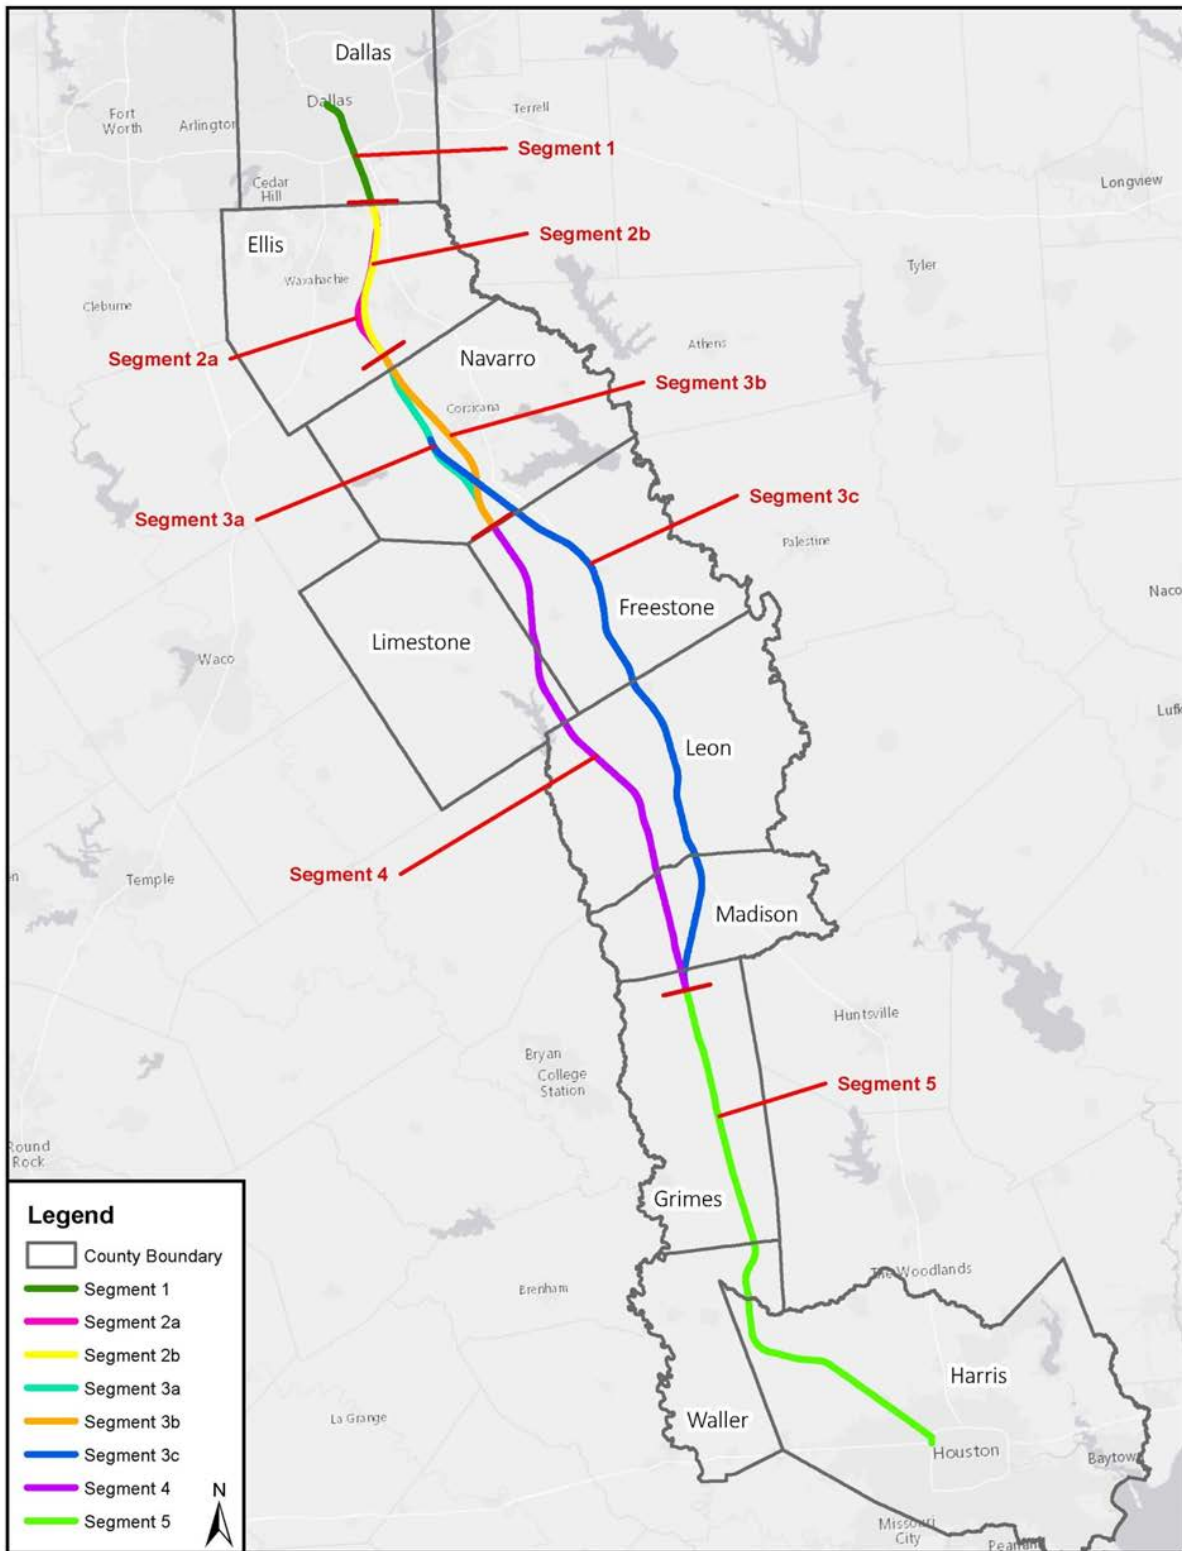 Dallas
Dallas
Fort
Worth
Arlington
Terrell
Segment 1
Cedar
Hill
Longview
Segment 2b
Ellis
Waxahachie
Tyler
Cleburne
Segment 2a
Navarro
Athens
Segment 3b
Corsicana
Segment 3a
Segment 3c
Palestine
Naco
Freestone
Limestone
Waco
Lufk
Leon
Segment 4
en
Temple
Madison
Huntsville
Bryan
College
Station
Segment 5
Round
Rock
Grimes
The Woodlands
Brenham
Harris
La Grange
Waller
Houston
Baytow
Missouri
City
Pearlan
Legend
County Boundary
Segment 1
Segment 2a
Segment 2b
Segment 3a
Segment 3b
Segment 3c
Segment 4
Segment 5
N